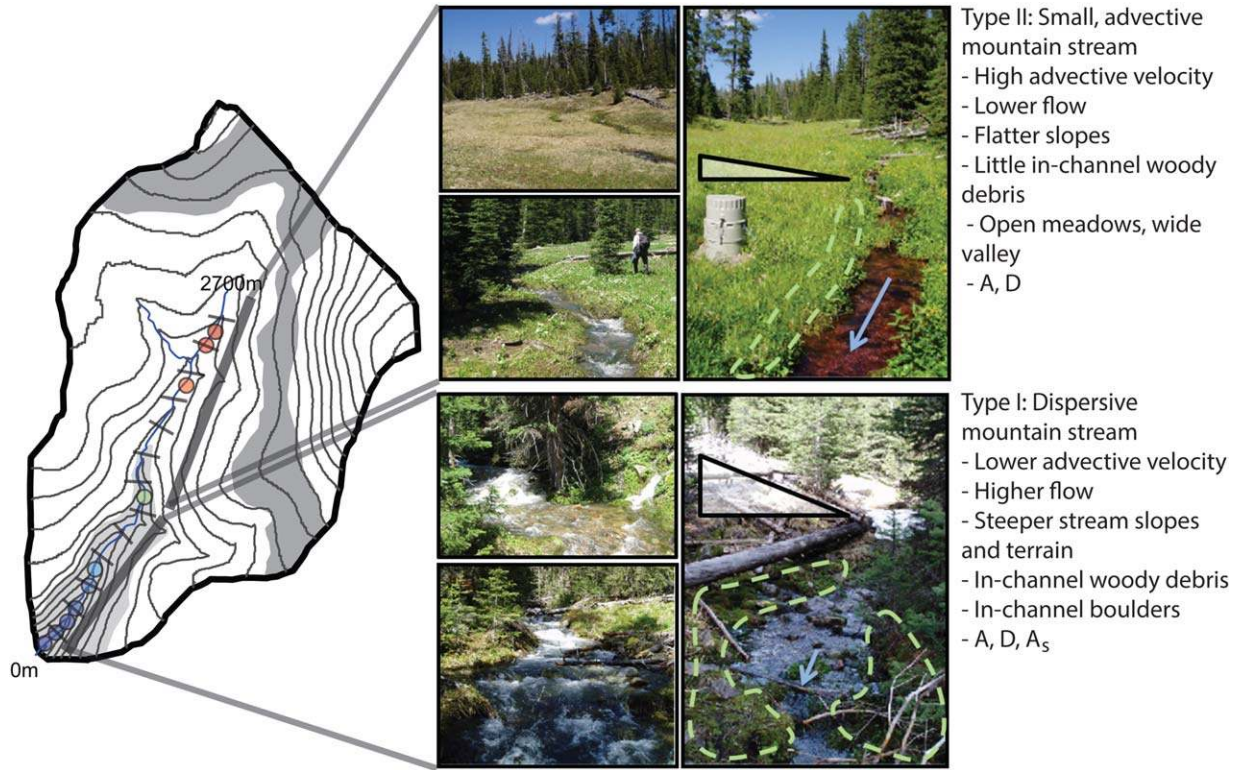 2700m
0m
Type II: Small, advective
mountain stream
- High advective velocity
- Lower flow
- Flatter slopes
- Little in-channel woody
debris
- Open meadows, wide
valley
- A, D
Type I: Dispersive
mountain stream
- Lower advective velocity
- Higher flow
- Steeper stream slopes
and terrain
- In-channel woody debris
- In-channel boulders
- A, D, Aₛ